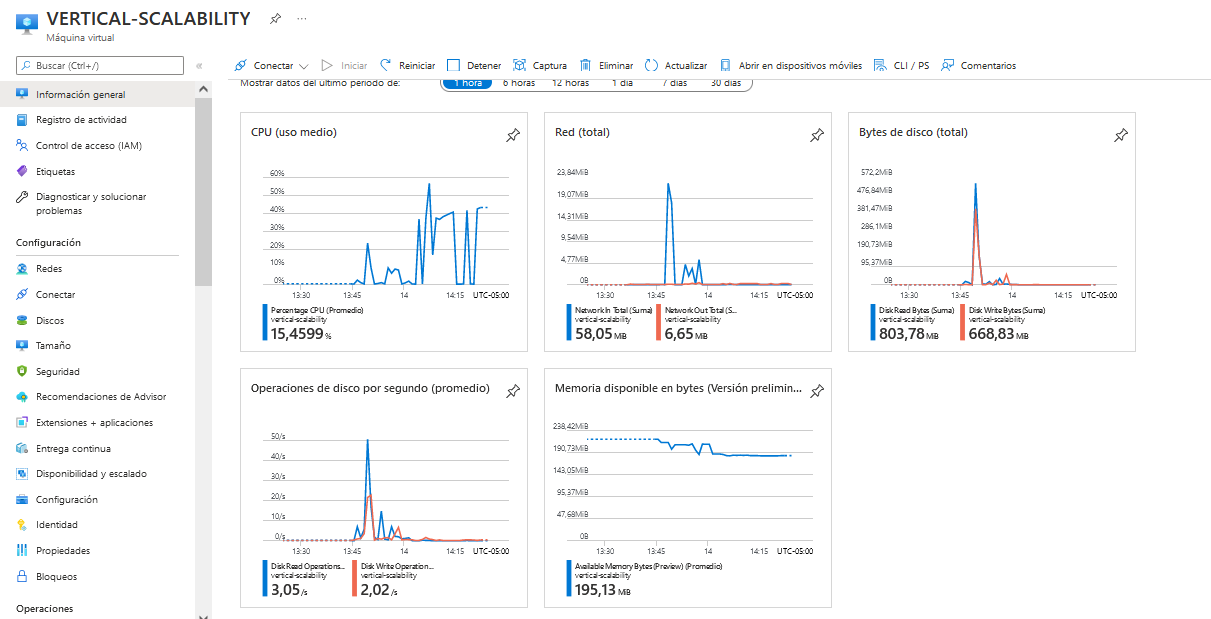 VERTICAL-SCALABILITY
...
Máquina virtual
Buscar (Ctrl+/)
«
Conectar
Iniciar
Reiniciar
Detener
Captura
Eliminar
Actualizar
Abrir en dispositivos móviles
CLI / PS
Comentarios
Información general
Registro de actividad
Control de acceso (IAM)
Etiquetas
Diagnosticar y solucionar
problemas
Configuración
Redes
Conectar
Discos
Tamaño
Seguridad
Recomendaciones de Advisor
Extensiones + aplicaciones
Entrega continua
Disponibilidad y escalado
Configuración
Identidad
Propiedades
Bloqueos
Operaciones
Mostrar datos del último período de:
1 hora
6 horas
12 horas
1 día
7 días
30 días
CPU (uso medio)
60%
50%
40%
30%
20%
10%
0%
13:30
13:45
14
14:15
UTC-05:00
Percentage CPU (Promedio)
vertical-scalability
15,4599 %
Red (total)
23,84MiB
19,07MiB
14,31MiB
9,54MiB
4,77MiB
0B
13:30
13:45
14
14:15
UTC-05:00
Network In Total (Suma)
vertical-scalability
58,05 MB
Network Out Total (S...
vertical-scalability
6,65 MB
Bytes de disco (total)
572,2MiB
476,84MiB
381,47MiB
286,1MiB
190,73MiB
95,37MiB
0B
13:30
13:45
14
14:15
UTC-05:00
Disk Read Bytes (Suma)
vertical-scalability
803,78 MB
Disk Write Bytes (Suma)
vertical-scalability
668,83 MB
Operaciones de disco por segundo (promedio)
50/s
40/s
30/s
20/s
10/s
0/s
13:30
13:45
14
14:15
UTC-05:00
Disk Read Operations...
vertical-scalability
3,05 /s
Disk Write Operation...
vertical-scalability
2,02 /s
Memoria disponible en bytes (Versión prelimin...
238,42MiB
190,73MiB
143,05MiB
95,37MiB
47,68MiB
0B
13:30
13:45
14
14:15
UTC-05:00
Available Memory Bytes (Preview) (Promedio)
vertical-scalability
195,13 MB